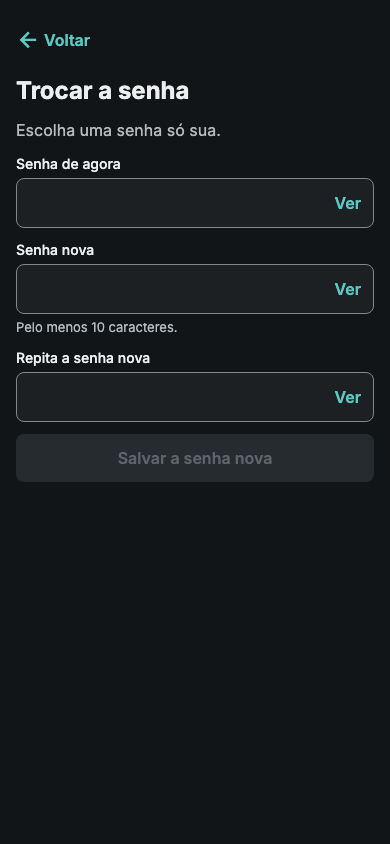 Voltar
Trocar a senha
Escolha uma senha só sua.
Senha de agora
Ver
Senha nova
Ver
Pelo menos 10 caracteres.
Repita a senha nova
Ver
Salvar a senha nova